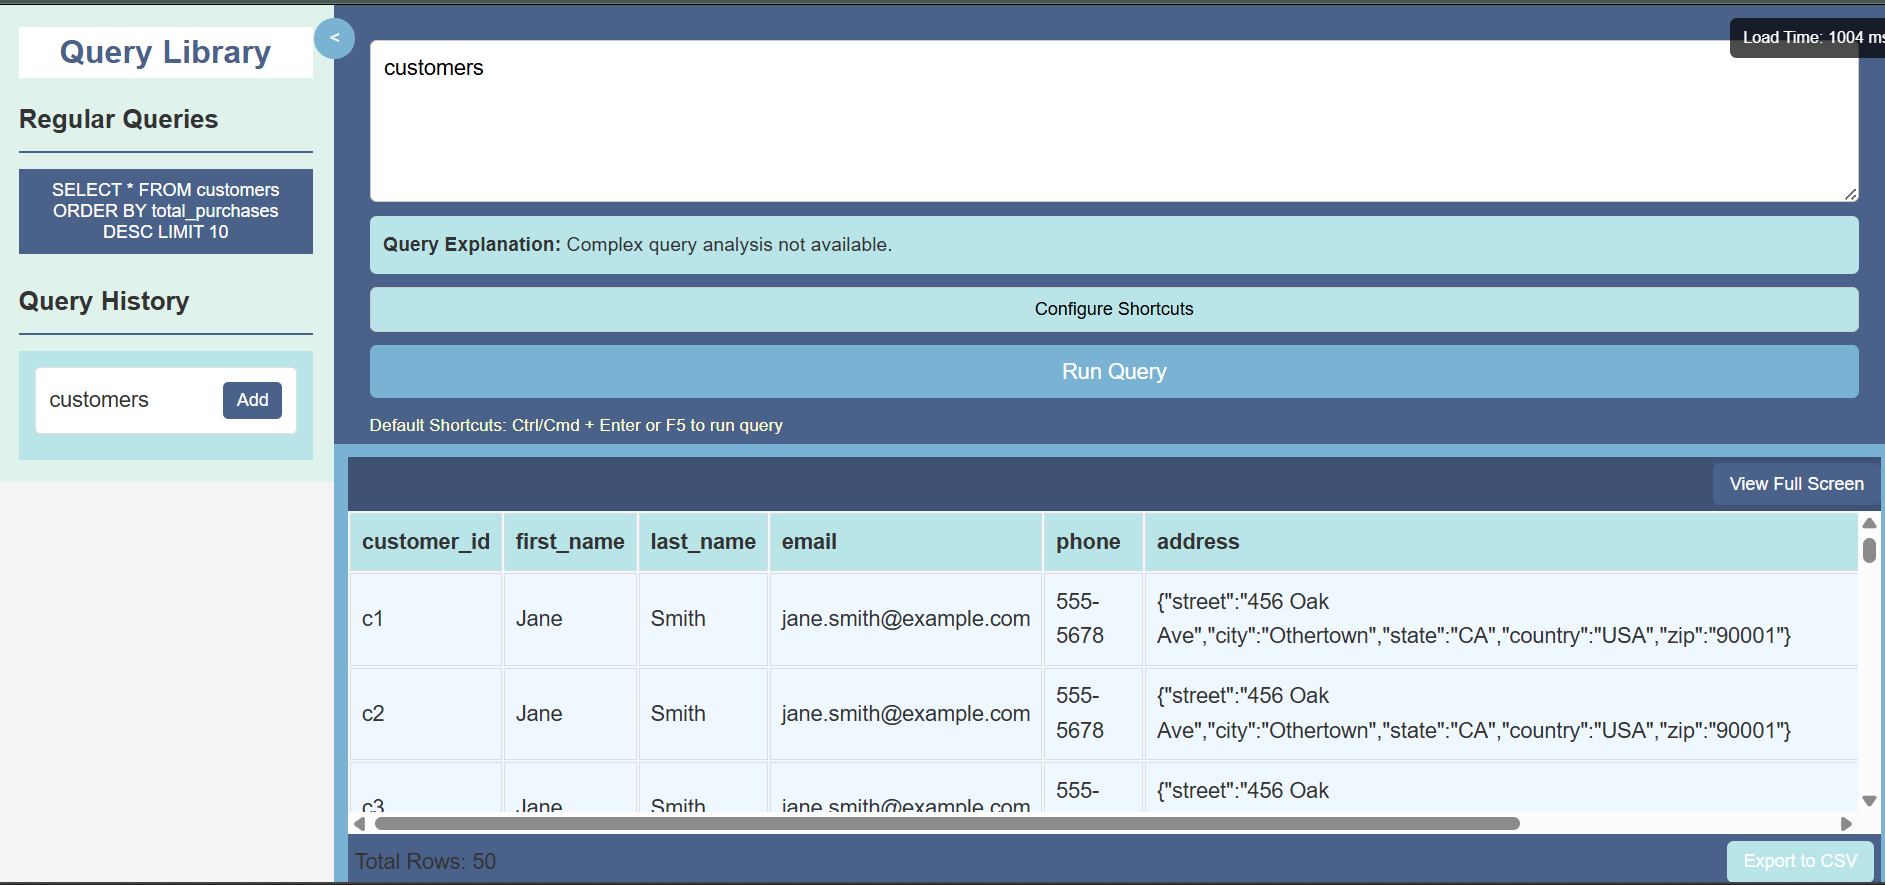 Query Library
<
Regular Queries
SELECT * FROM customers
ORDER BY total_purchases
DESC LIMIT 10
Query History
customers
Add
Load Time: 1004 ms
customers
Query Explanation: Complex query analysis not available.
Configure Shortcuts
Run Query
Default Shortcuts: Ctrl/Cmd + Enter or F5 to run query
View Full Screen
customer_id first_name last_name email phone address
c1 Jane Smith jane.smith@example.com 555-5678 {"street":"456 Oak
Ave","city":"Othertown","state":"CA","country":"USA","zip":"90001"}
c2 Jane Smith jane.smith@example.com 555-5678 {"street":"456 Oak
Ave","city":"Othertown","state":"CA","country":"USA","zip":"90001"}
c3 Jane Smith jane.smith@example.com 555- {"street":"456 Oak
Total Rows: 50
Export to CSV